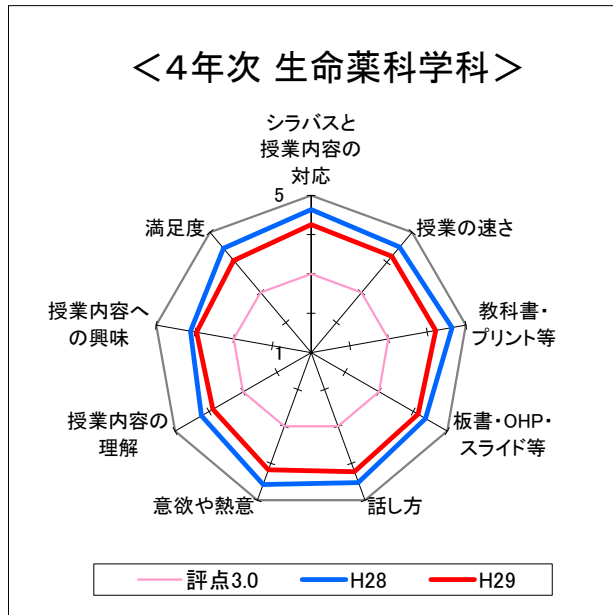 ＜4年次 生命薬科学科＞
シラバスと
授業内容の
対応
5
満足度
授業の速さ
授業内容へ
の興味
教科書・
プリント等
1
授業内容の
理解
板書・OHP・
スライド等
意欲や熱意
話し方
評点3.0
H28
H29